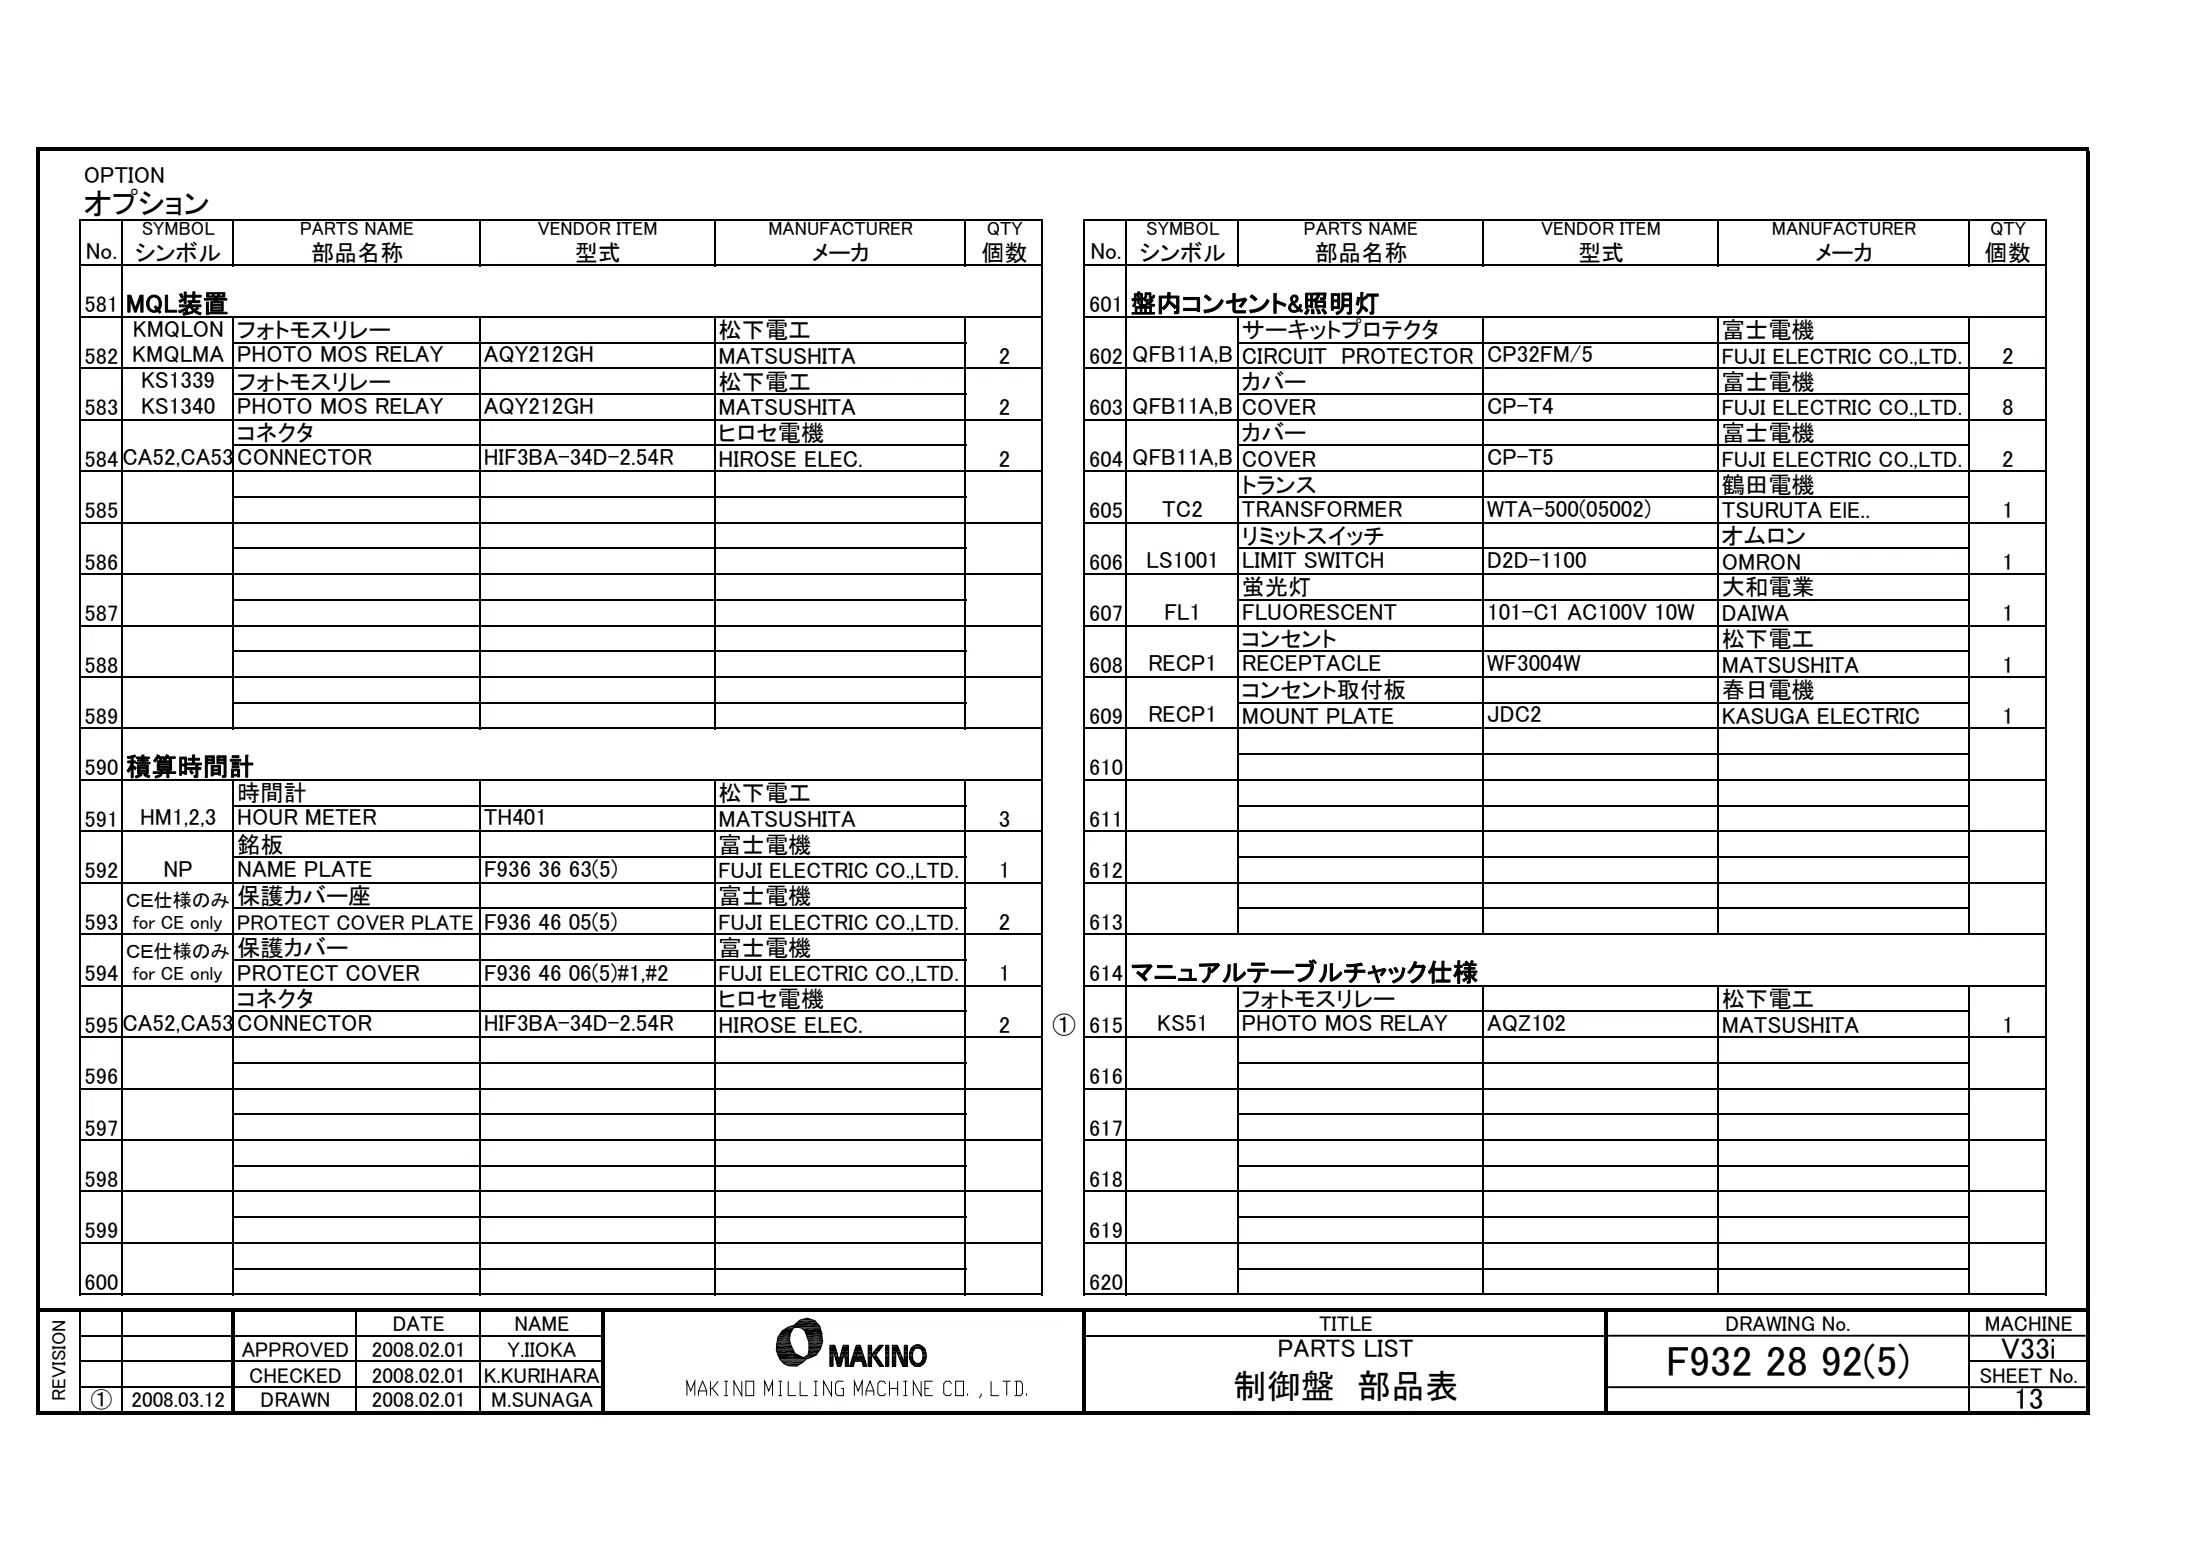 OPTION
オプション
SYMBOL PARTS NAME VENDOR ITEM MANUFACTURER QTY
No. シンボル 部品名称 型式 メーカ 個数
581 MQL装置
KMQLON フォトモスリレー 松下電工
582 KMQLMA PHOTO MOS RELAY AQY212GH MATSUSHITA 2
KS1339 フォトモスリレー 松下電工
583 KS1340 PHOTO MOS RELAY AQY212GH MATSUSHITA 2
コネクタ ヒロセ電機
584 CA52,CA53 CONNECTOR HIF3BA-34D-2.54R HIROSE ELEC. 2
585
586
587
588
589
590 積算時間計
時間計 松下電工
591 HM1,2,3 HOUR METER TH401 MATSUSHITA 3
銘板 富士電機
592 NP NAME PLATE F936 36 63(5) FUJI ELECTRIC CO.,LTD. 1
CE仕様のみ 保護カバー座 富士電機
593 for CE only PROTECT COVER PLATE F936 46 05(5) FUJI ELECTRIC CO.,LTD. 2
CE仕様のみ 保護カバー 富士電機
594 for CE only PROTECT COVER F936 46 06(5)#1,#2 FUJI ELECTRIC CO.,LTD. 1
コネクタ ヒロセ電機
595 CA52,CA53 CONNECTOR HIF3BA-34D-2.54R HIROSE ELEC. 2
596
597
598
599
600
SYMBOL PARTS NAME VENDOR ITEM MANUFACTURER QTY
No. シンボル 部品名称 型式 メーカ 個数
601 盤内コンセント&照明灯
サーキットプロテクタ 富士電機
602 QFB11A,B CIRCUIT PROTECTOR CP32FM/5 FUJI ELECTRIC CO.,LTD. 2
カバー 富士電機
603 QFB11A,B COVER CP-T4 FUJI ELECTRIC CO.,LTD. 8
カバー 富士電機
604 QFB11A,B COVER CP-T5 FUJI ELECTRIC CO.,LTD. 2
トランス 鶴田電機
605 TC2 TRANSFORMER WTA-500(05002) TSURUTA ElE.. 1
リミットスイッチ オムロン
606 LS1001 LIMIT SWITCH D2D-1100 OMRON 1
蛍光灯 大和電業
607 FL1 FLUORESCENT 101-C1 AC100V 10W DAIWA 1
コンセント 松下電工
608 RECP1 RECEPTACLE WF3004W MATSUSHITA 1
コンセント取付板 春日電機
609 RECP1 MOUNT PLATE JDC2 KASUGA ELECTRIC 1
610
611
612
613
614 マニュアルテーブルチャック仕様
フォトモスリレー 松下電工
① 615 KS51 PHOTO MOS RELAY AQZ102 MATSUSHITA 1
616
617
618
619
620
REVISION
DATE NAME
APPROVED 2008.02.01 Y.IIOKA
CHECKED 2008.02.01 K.KURIHARA
① 2008.03.12 DRAWN 2008.02.01 M.SUNAGA
MAKINO
MAKINO MILLING MACHINE CO. , LTD.
TITLE
PARTS LIST
制御盤 部品表
DRAWING No.
F932 28 92(5)
MACHINE
V33i
SHEET No.
13